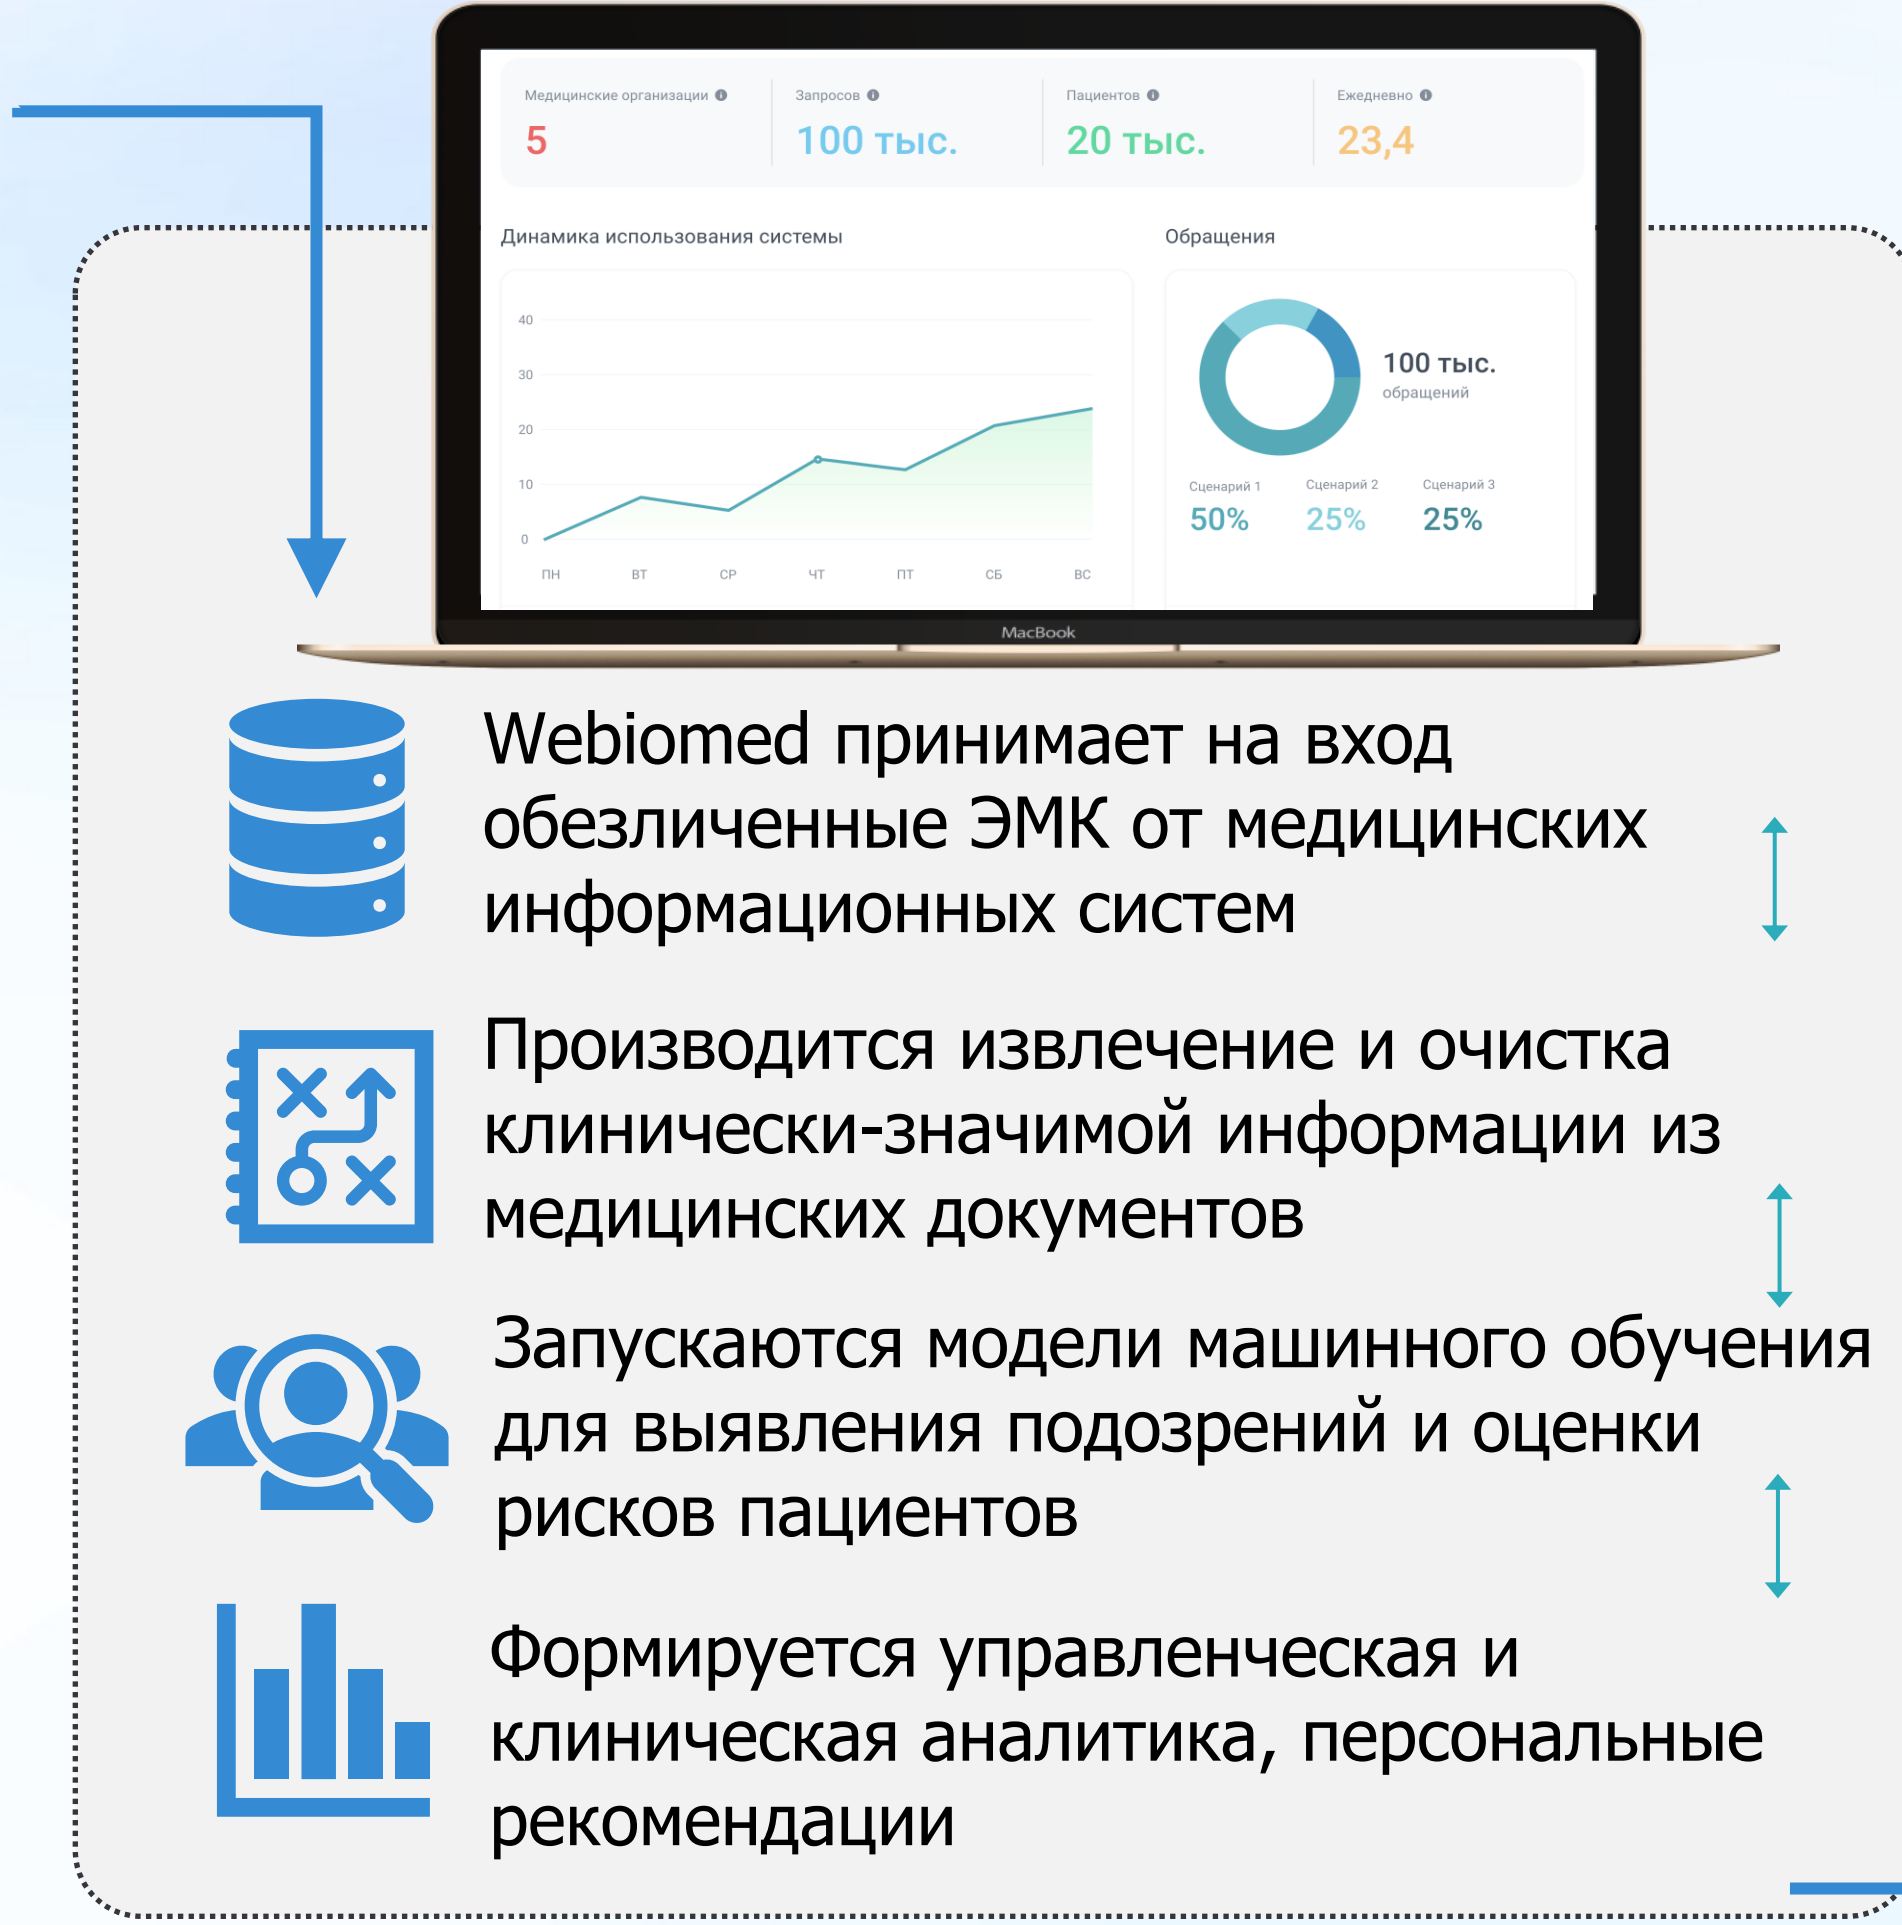 Медицинские организации
Запросов
Пациентов
Ежедневно
5
100 тыс.
20 тыс.
23,4
Динамика использования системы
Обращения
40
30
20
10
0
ПН
ВТ
СР
ЧТ
ПТ
СБ
ВС
100 тыс.
обращений
Сценарий 1
Сценарий 2
Сценарий 3
50%
25%
25%
MacBook
Webiomed принимает на вход
обезличенные ЭМК от медицинских
информационных систем
Производится извлечение и очистка
клинически-значимой информации из
медицинских документов
Запускаются модели машинного обучения
для выявления подозрений и оценки
рисков пациентов
Формируется управленческая и
клиническая аналитика, персональные
рекомендации